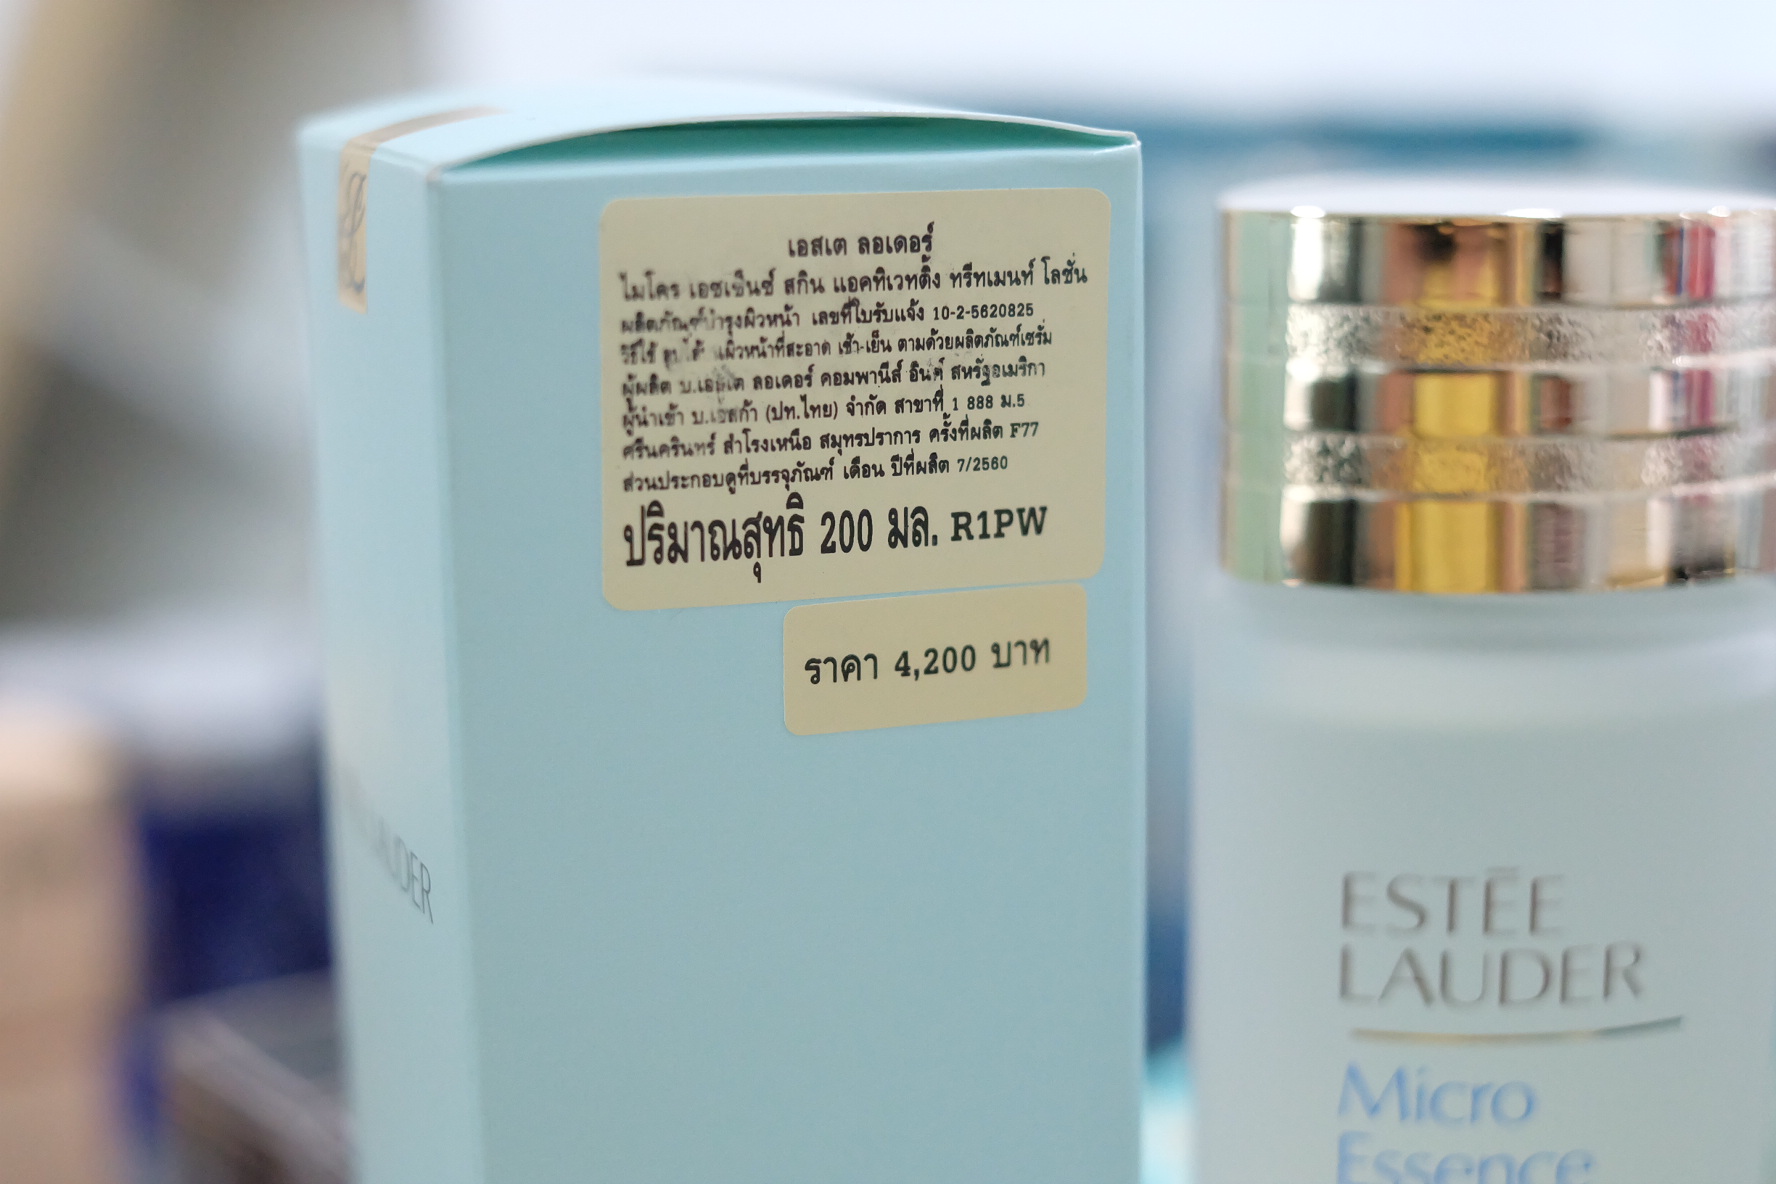 เอสเต ลอเดอร์
ไมโคร เอซเซ็นซ์ สกิน แอคทิเวทติ้ง ทรีทเมนท์ โลชั่น
ผลิตภัณฑ์บำรุงผิวหน้า เลขที่ใบรับแจ้ง 10-2-5620825
วิธีใช้ ผิวหน้าที่สะอาด เช้า-เย็น ตามด้วยผลิตภัณฑ์เซรั่ม
ผู้ผลิต บ.เอสเต ลอเดอร์ คอมพานีส์ อินค์ สหรัฐอเมริกา
ผู้นำเข้า บ.เอลก้า (ปท.ไทย) จำกัด สาขาที่ 1 888 ม.5
ศรีนครินทร์ สำโรงเหนือ สมุทรปราการ ครั้งที่ผลิต F77
ส่วนประกอบดูที่บรรจุภัณฑ์ เดือน ปีที่ผลิต 7/2560
ปริมาณสุทธิ 200 มล. R1PW
ราคา 4,200 บาท
LAUDER
ESTĒE
LAUDER
Micro
Essence